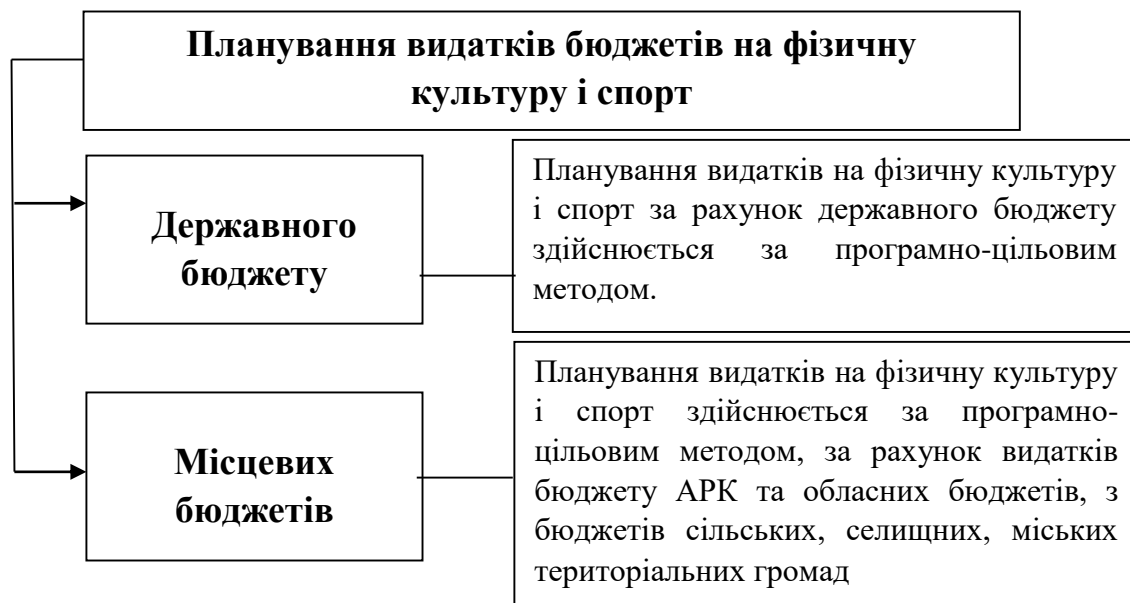 Планування видатків бюджетів на фізичну
культуру і спорт
Державного
бюджету
Планування видатків на фізичну культуру
і спорт за рахунок державного бюджету
здійснюється за програмно-цільовим
методом.
Місцевих
бюджетів
Планування видатків на фізичну культуру
і спорт здійснюється за програмно-
цільовим методом, за рахунок видатків
бюджету АРК та обласних бюджетів, з
бюджетів сільських, селищних, міських
територіальних громад